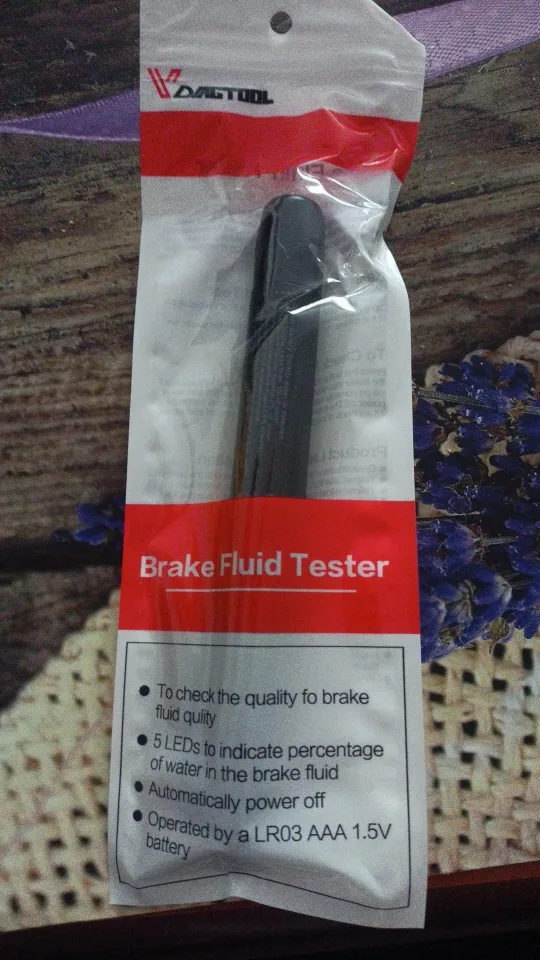 VDIAGTOOL
Brake Fluid Tester
● To check the quality fo brake
fluid qulity
● 5 LEDs to indicate percentage
of water in the brake fluid
● Automatically power off
● Operated by a LR03 AAA 1.5V
battery